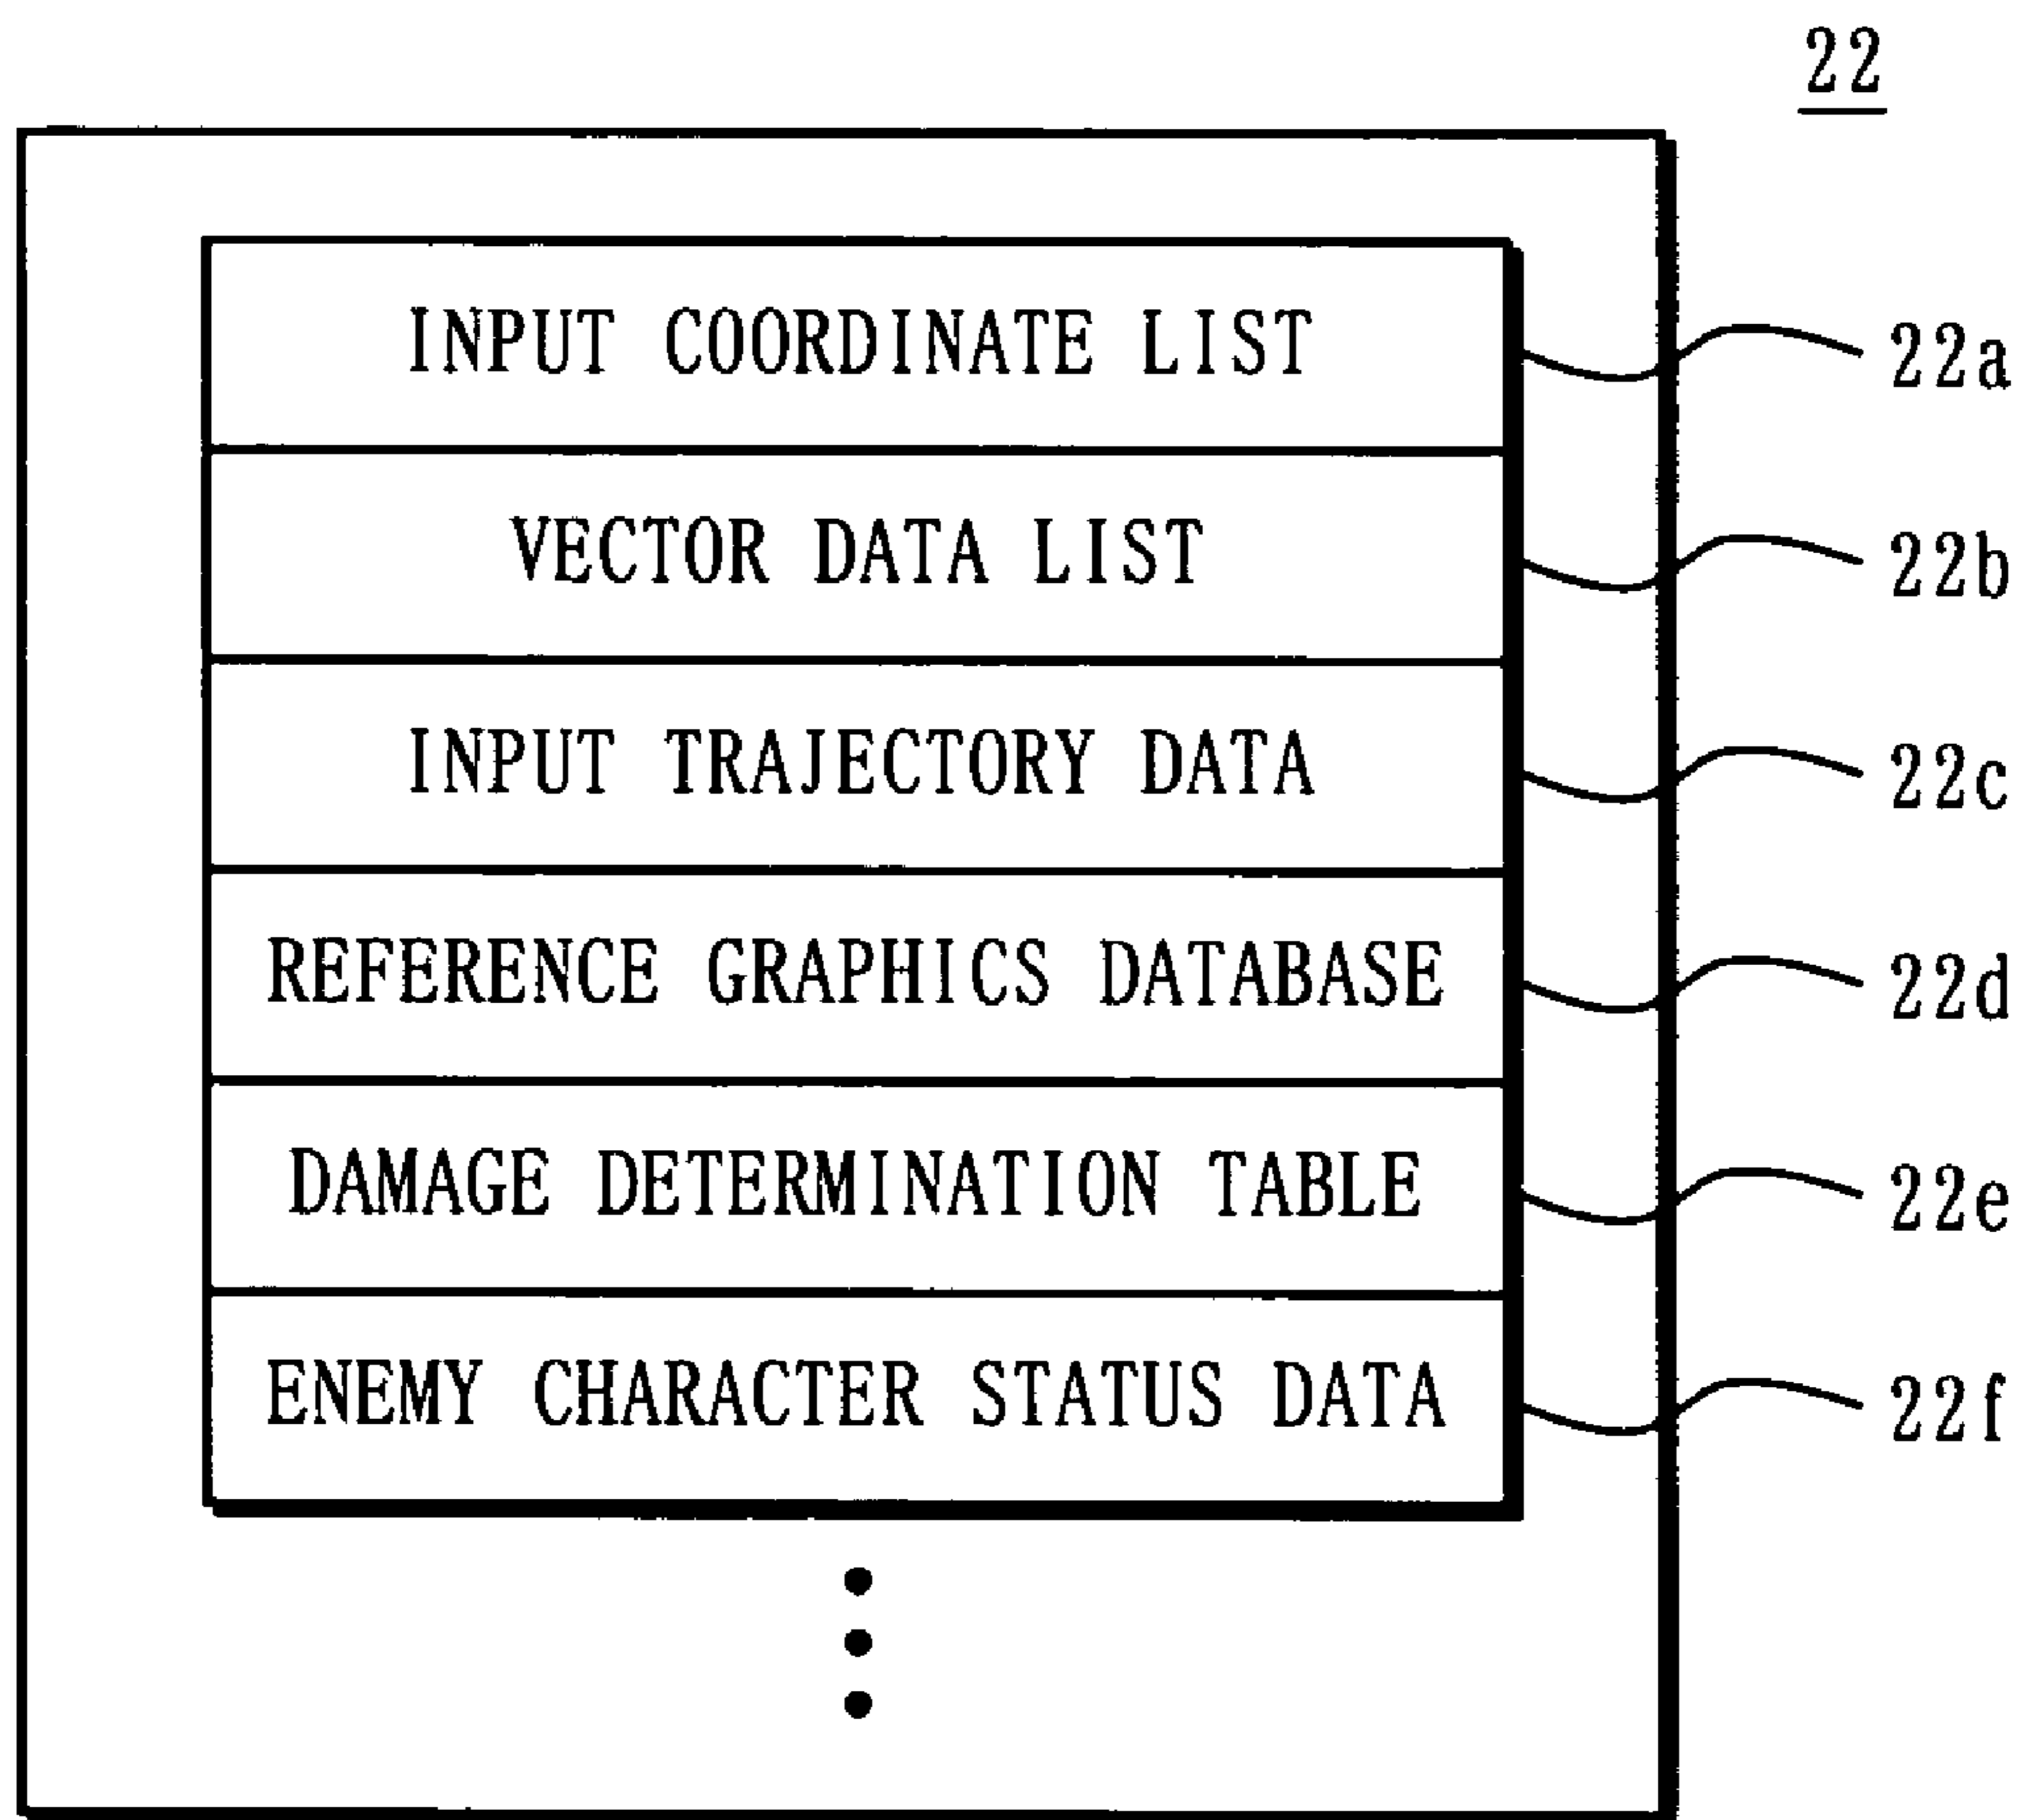 22
INPUT COORDINATE LIST 22a
VECTOR DATA LIST 22b
INPUT TRAJECTORY DATA 22c
REFERENCE GRAPHICS DATABASE 22d
DAMAGE DETERMINATION TABLE 22e
ENEMY CHARACTER STATUS DATA 22f